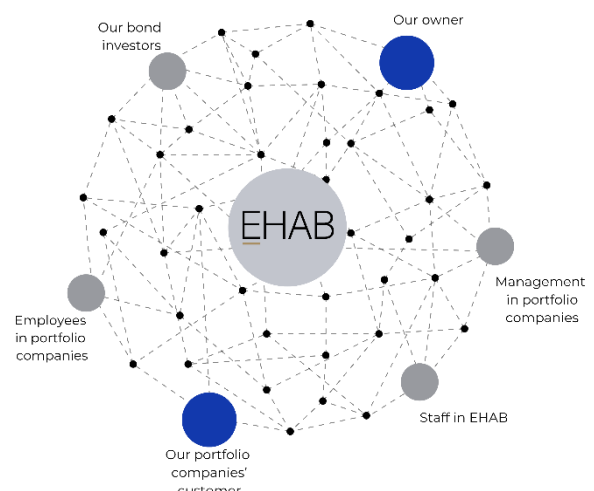 Our owner
Our bond
investors
EHAB
Management
in portfolio
companies
Employees
in portfolio
companies
Staff in EHAB
Our portfolio
companies’
customer